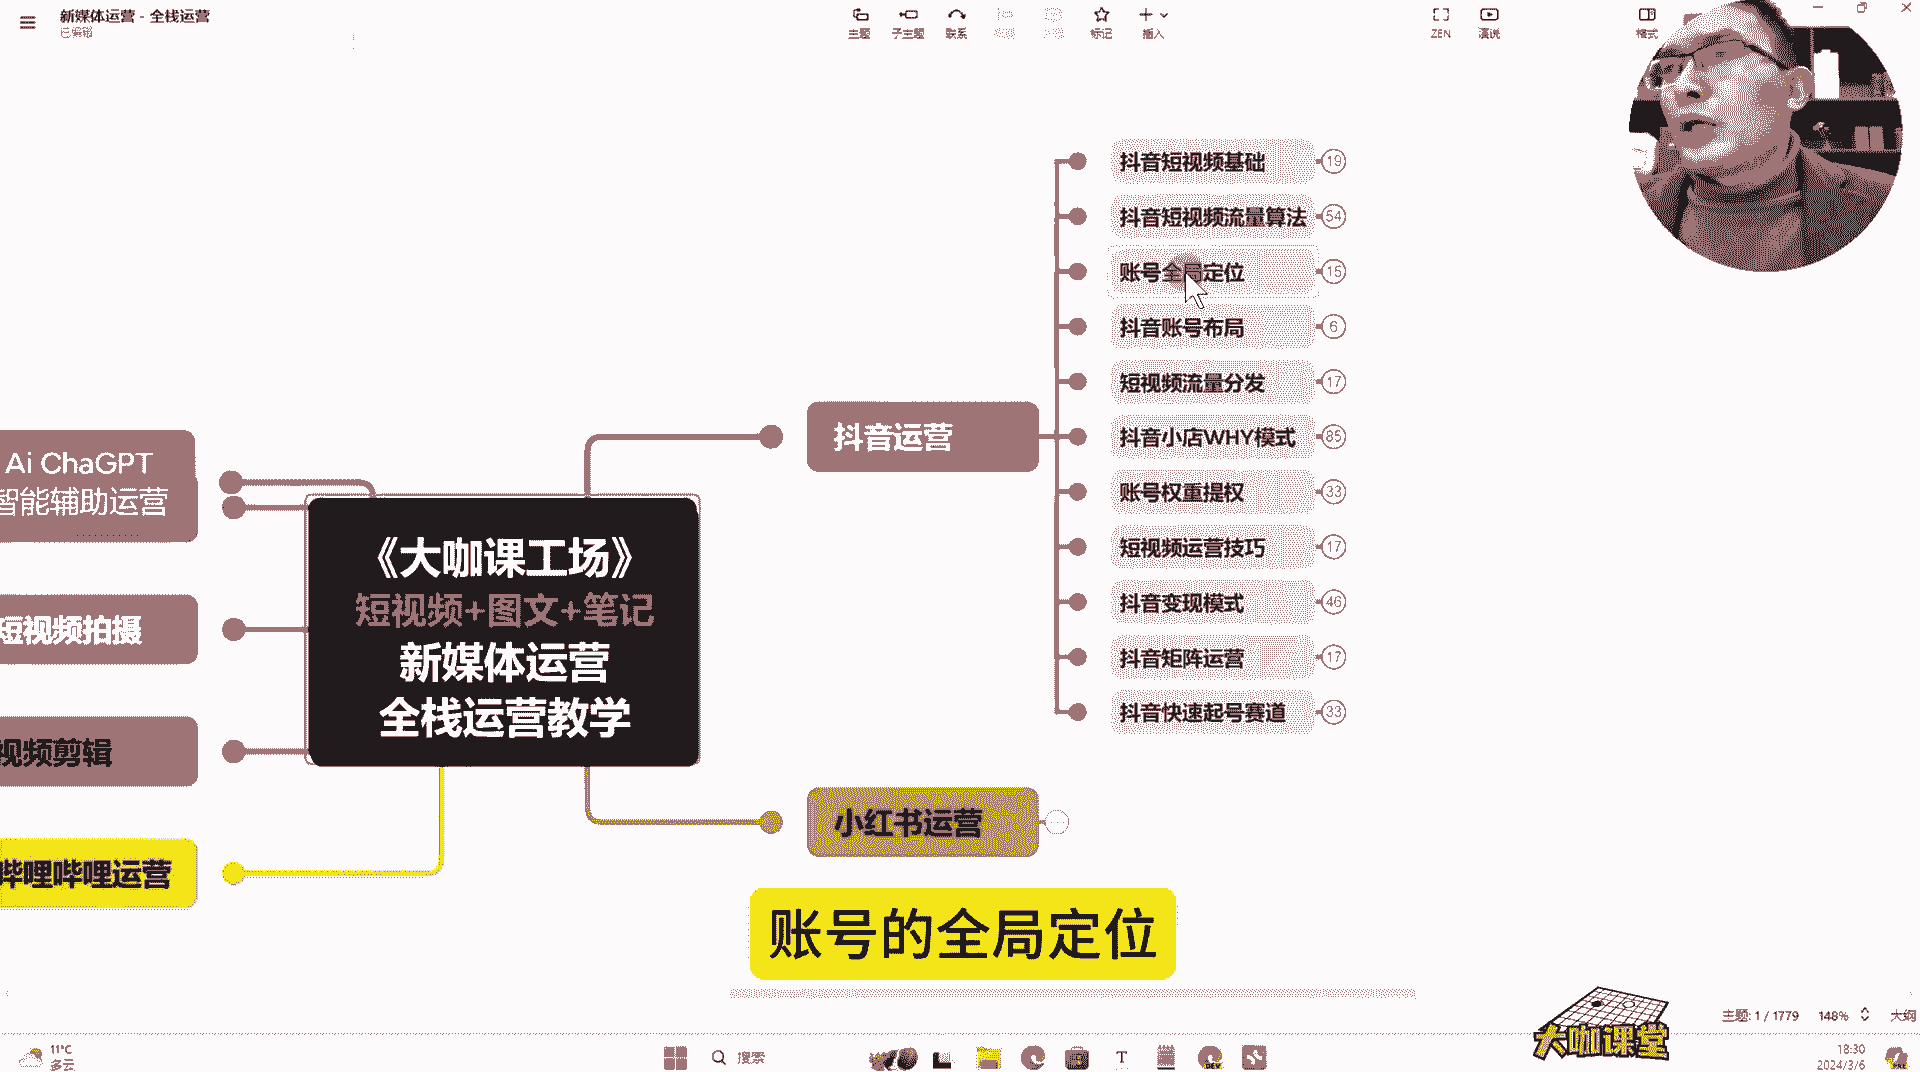 新媒体运营 - 全栈运营
已编辑
主题
子主题
联系
标记
插入
ZEN
演说
格式
抖音短视频基础
19
抖音短视频流量算法
54
账号全局定位
15
抖音账号布局
6
短视频流量分发
17
抖音小店WHY模式
85
账号权重提权
33
短视频运营技巧
17
抖音变现模式
46
抖音矩阵运营
17
抖音快速起号赛道
33
抖音运营
小红书运营
Ai ChaGPT
智能辅助运营
短视频拍摄
视频剪辑
哔哩哔哩运营
《大咖课工场》
短视频+图文+笔记
新媒体运营
全栈运营教学
账号的全局定位
大咖课堂
主题: 1 / 1779
148%
大纲
11°C
多云
搜索
T
DEV
18:30
2024/3/6
PRE